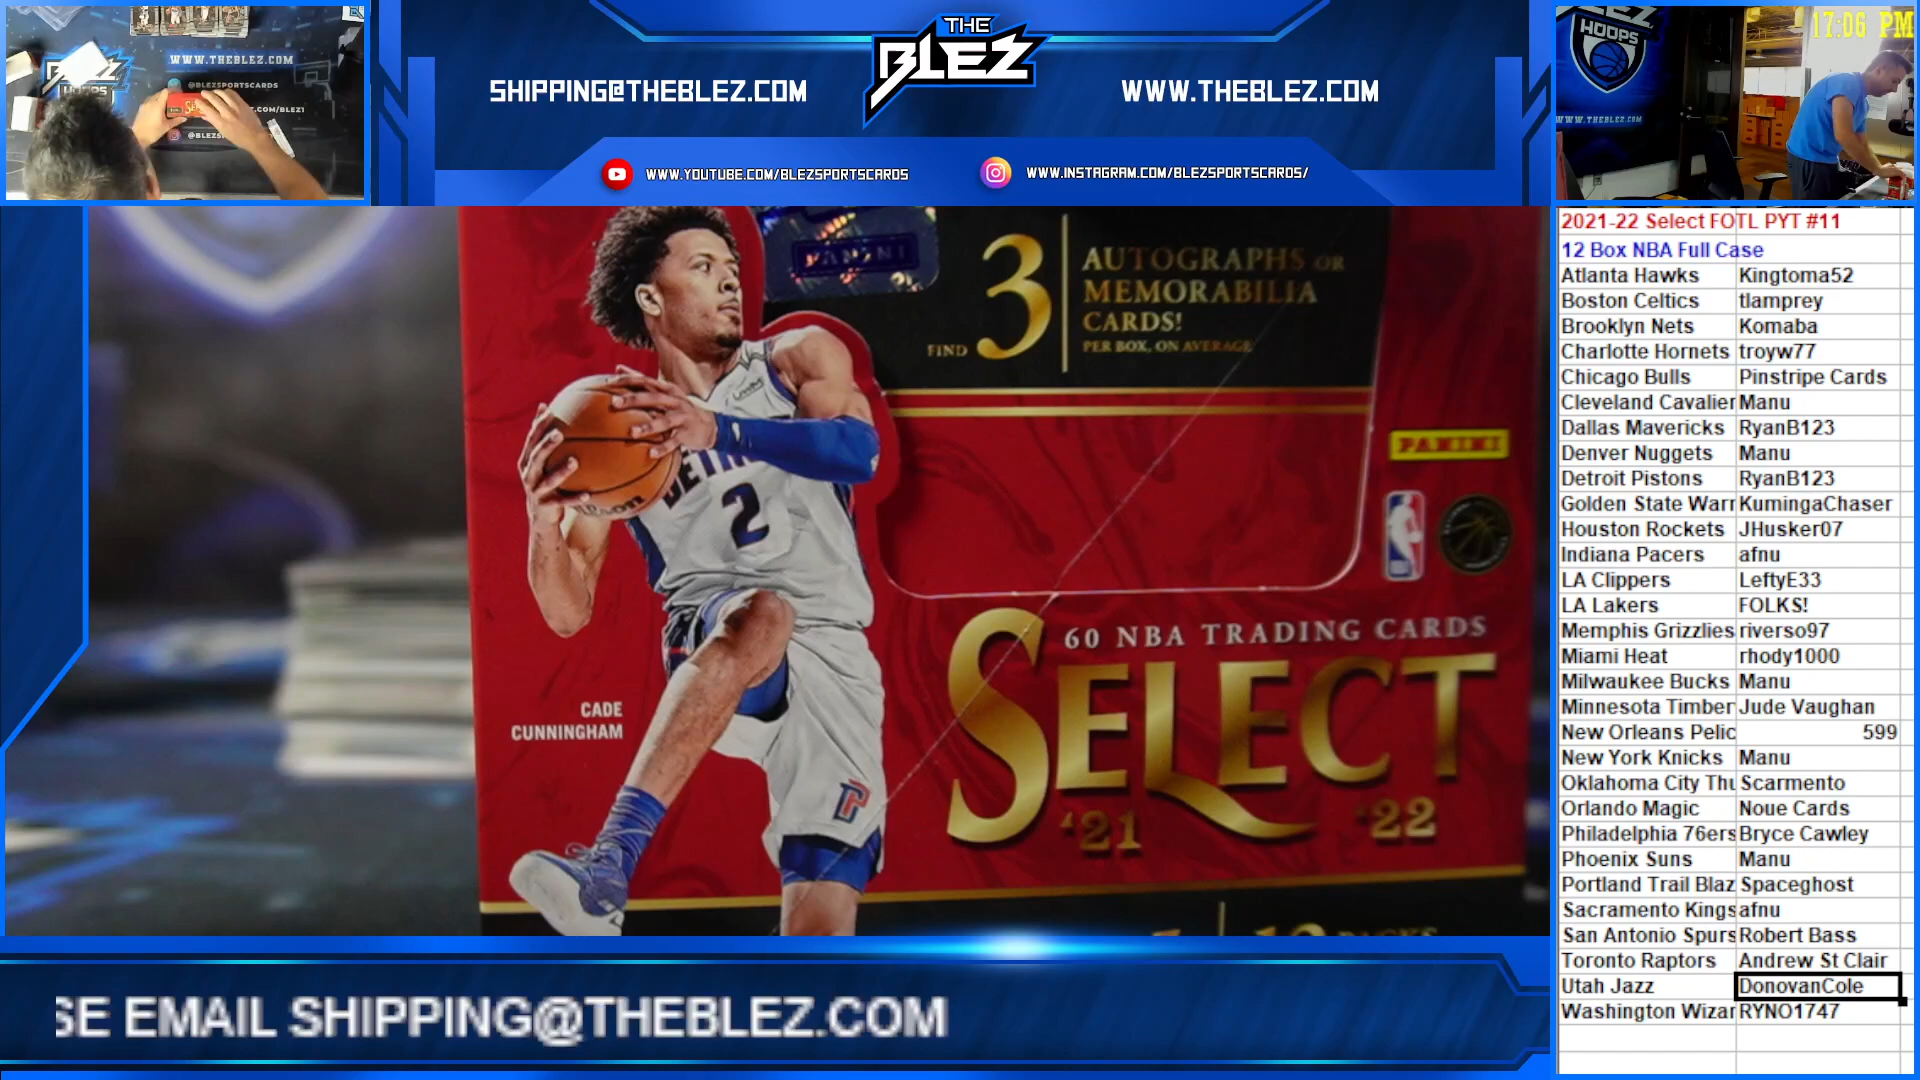 WWW.THEBLEZ.COM
@BLEZSPORTSCARDS
HOOPS
THE
BLEZ
SHIPPING@THEBLEZ.COM
WWW.THEBLEZ.COM
WWW.YOUTUBE.COM/BLEZSPORTSCARDS
WWW.INSTAGRAM.COM/BLEZSPORTSCARDS/
HOOPS
WWW.THEBLEZ.COM
17:06 PM
PANINI
FIND 3
AUTOGRAPHS OR
MEMORABILIA
CARDS!
PER BOX, ON AVERAGE
PANINI
DETR
2
Wilson
CADE
CUNNINGHAM
60 NBA TRADING CARDS
SELECT
'21 '22
SE EMAIL SHIPPING@THEBLEZ.COM
2021-22 Select FOTL PYT #11
12 Box NBA Full Case
Atlanta Hawks Kingtoma52
Boston Celtics tlamprey
Brooklyn Nets Komaba
Charlotte Hornets troyw77
Chicago Bulls Pinstripe Cards
Cleveland Cavalier Manu
Dallas Mavericks RyanB123
Denver Nuggets Manu
Detroit Pistons RyanB123
Golden State Warr KumingaChaser
Houston Rockets JHusker07
Indiana Pacers afnu
LA Clippers LeftyE33
LA Lakers FOLKS!
Memphis Grizzlies riverso97
Miami Heat rhody1000
Milwaukee Bucks Manu
Minnesota Timber Jude Vaughan
New Orleans Pelic 599
New York Knicks Manu
Oklahoma City Thu Scarmento
Orlando Magic Noue Cards
Philadelphia 76ers Bryce Cawley
Phoenix Suns Manu
Portland Trail Blaz Spaceghost
Sacramento Kings afnu
San Antonio Spurs Robert Bass
Toronto Raptors Andrew St Clair
Utah Jazz DonovanCole
Washington Wizar RYNO1747